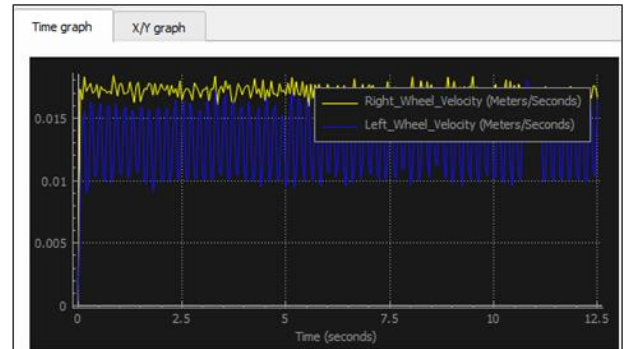 Time graph
X/Y graph
Right_Wheel_Velocity (Meters/Seconds)
Left_Wheel_Velocity (Meters/Seconds)
0.015
0.01
0.005
0
0
2.5
5
7.5
10
12.5
Time (seconds)